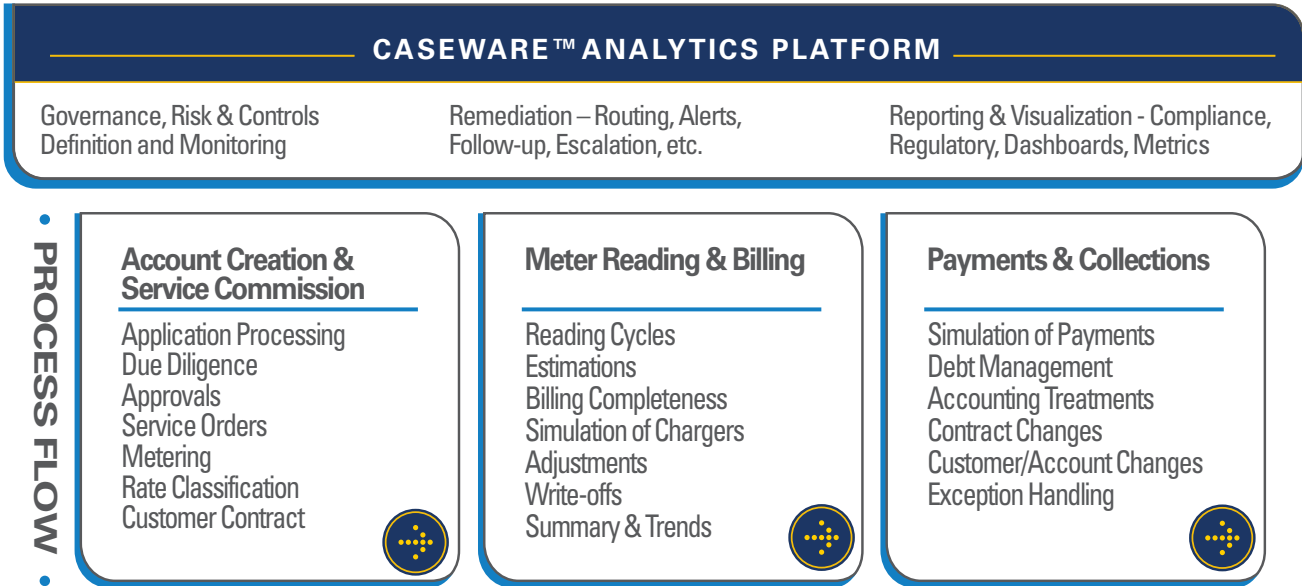 CASEWARE™ ANALYTICS PLATFORM
Governance, Risk & Controls
Definition and Monitoring
Remediation – Routing, Alerts,
Follow-up, Escalation, etc.
Reporting & Visualization - Compliance,
Regulatory, Dashboards, Metrics
• PROCESS FLOW •
Account Creation &
Service Commission
Application Processing
Due Diligence
Approvals
Service Orders
Metering
Rate Classification
Customer Contract
Meter Reading & Billing
Reading Cycles
Estimations
Billing Completeness
Simulation of Chargers
Adjustments
Write-offs
Summary & Trends
Payments & Collections
Simulation of Payments
Debt Management
Accounting Treatments
Contract Changes
Customer/Account Changes
Exception Handling